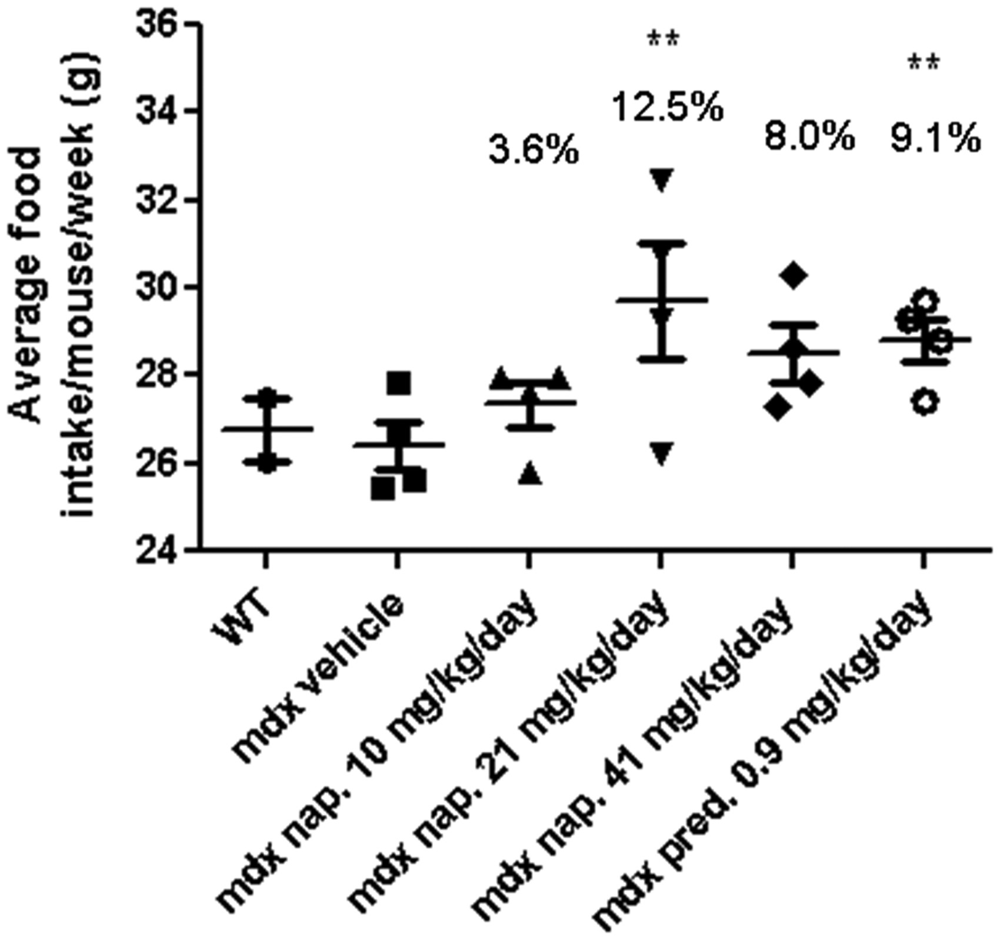 Average food
intake/mouse/week (g)
36
34
32
30
28
26
24
**
**
12.5%
3.6%
8.0%
9.1%
WT
mdx vehicle
mdx nap. 10 mg/kg/day
mdx nap. 21 mg/kg/day
mdx nap. 41 mg/kg/day
mdx pred. 0.9 mg/kg/day